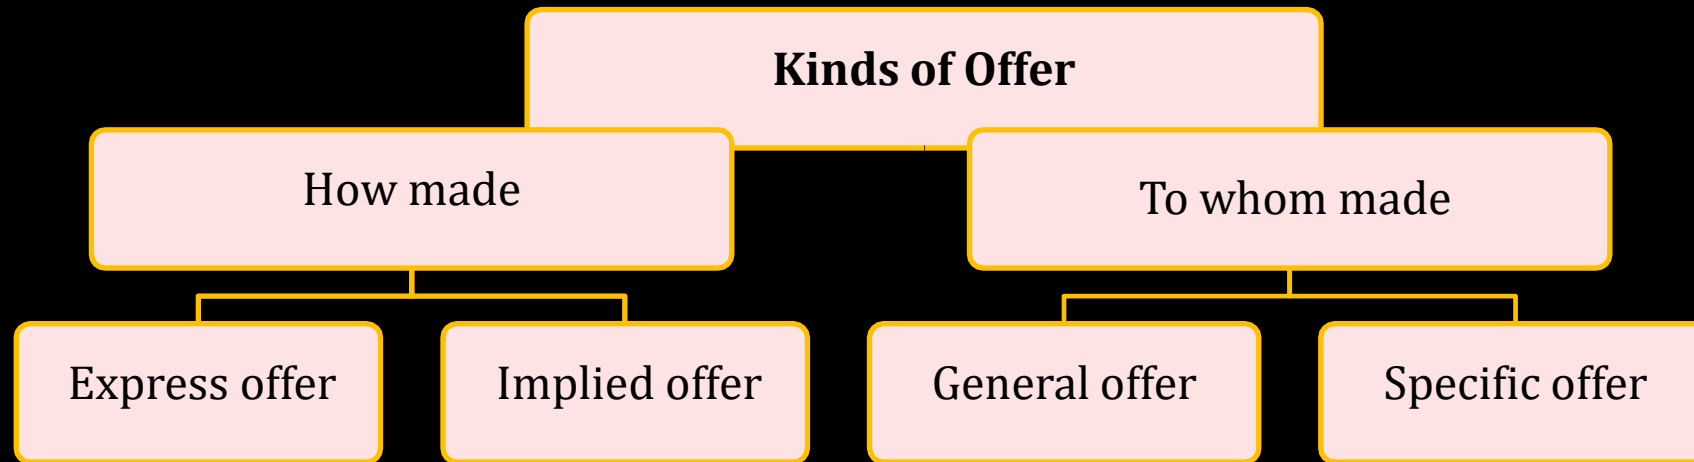 Kinds of Offer
How made
To whom made
Express offer
Implied offer
General offer
Specific offer